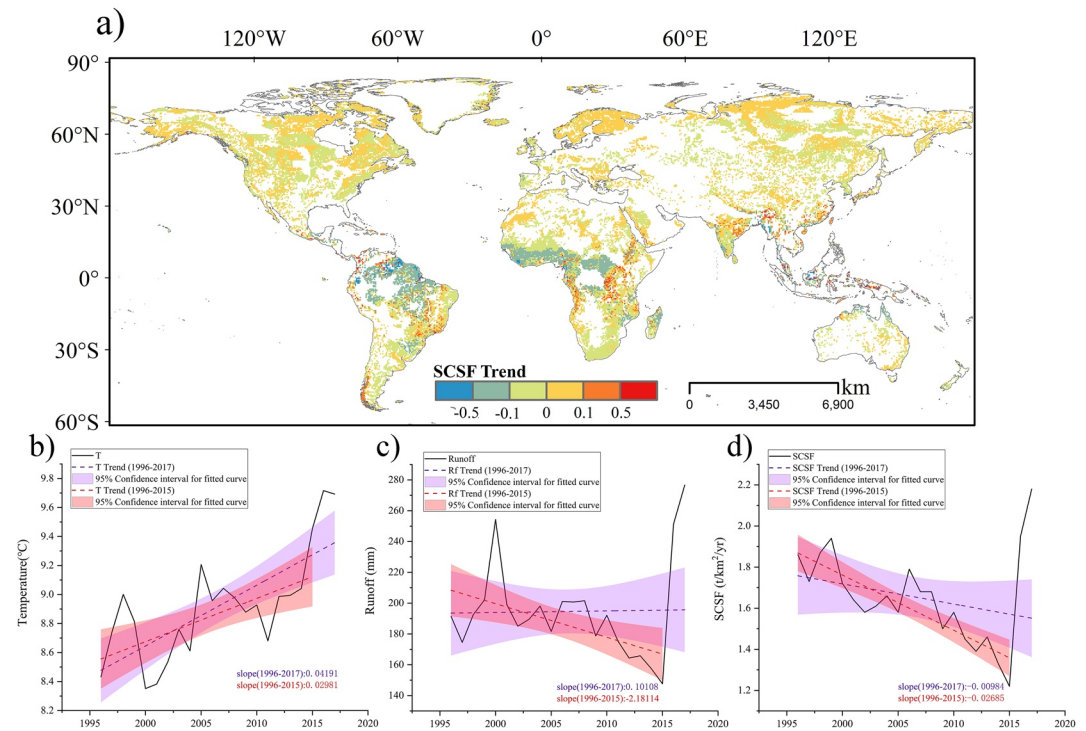 a)
120°W 60°W 0° 60°E 120°E
90°
60°N
30°N
0°
30°S
60°S
SCSF Trend
-0.5 -0.1 0 0.1 0.5
km
0 3,450 6,900
b)
T
T Trend (1996-2017)
95% Confidence interval for fitted curve
T Trend (1996-2015)
95% Confidence interval for fitted curve
Temperature(°C)
9.8
9.6
9.4
9.2
9.0
8.8
8.6
8.4
8.2
slope(1996-2017):0.04191
slope(1996-2015):0.02981
1995 2000 2005 2010 2015 2020
c)
Runoff
Rf Trend (1996-2017)
95% Confidence interval for fitted curve
Rf Trend (1996-2015)
95% Confidence interval for fitted curve
Runoff (mm)
280
260
240
220
200
180
160
140
slope(1996-2017):0.10108
slope(1996-2015):-2.18114
1995 2000 2005 2010 2015 2020
d)
SCSF
SCSF Trend (1996-2017)
95% Confidence interval for fitted curve
SCSF Trend (1996-2015)
95% Confidence interval for fitted curve
SCSF (t/km²/yr)
2.2
2.0
1.8
1.6
1.4
1.2
slope(1996-2017):-0.00984
slope(1996-2015):-0.02685
1995 2000 2005 2010 2015 2020